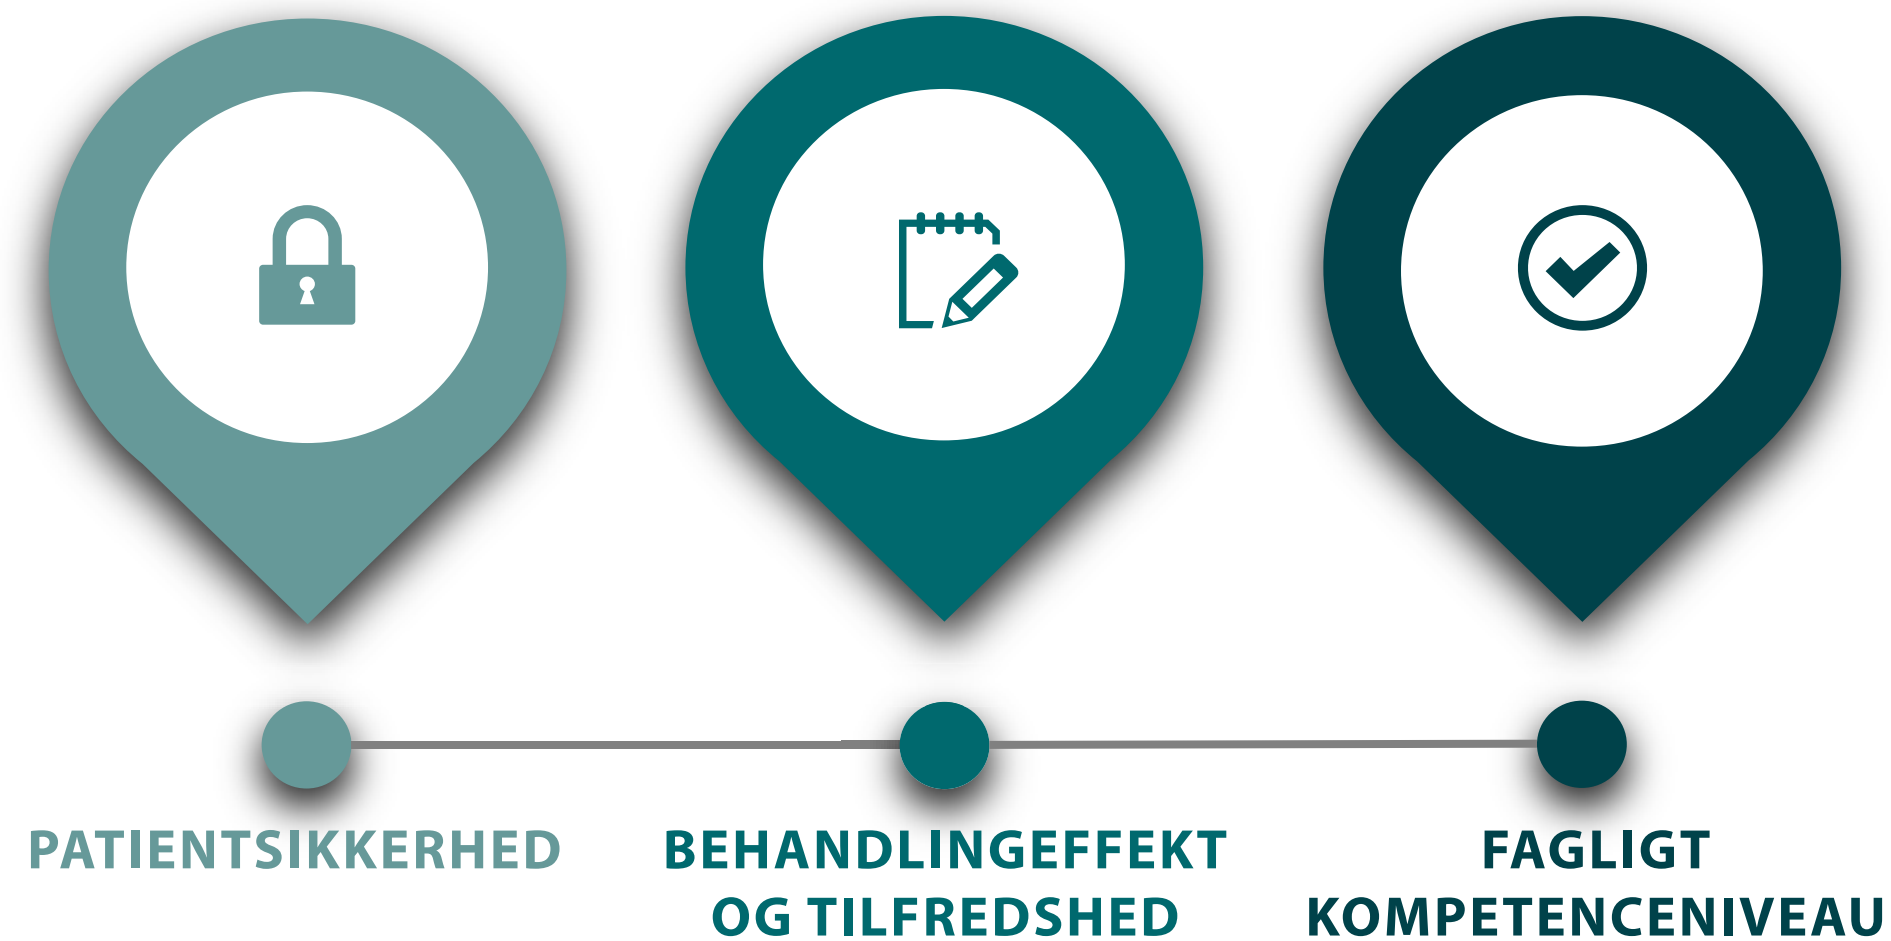 PATIENTSIKKERHED
BEHANDLINGEFFEKT
OG TILFREDSHED
FAGLIGT
KOMPETENCENIVEAU